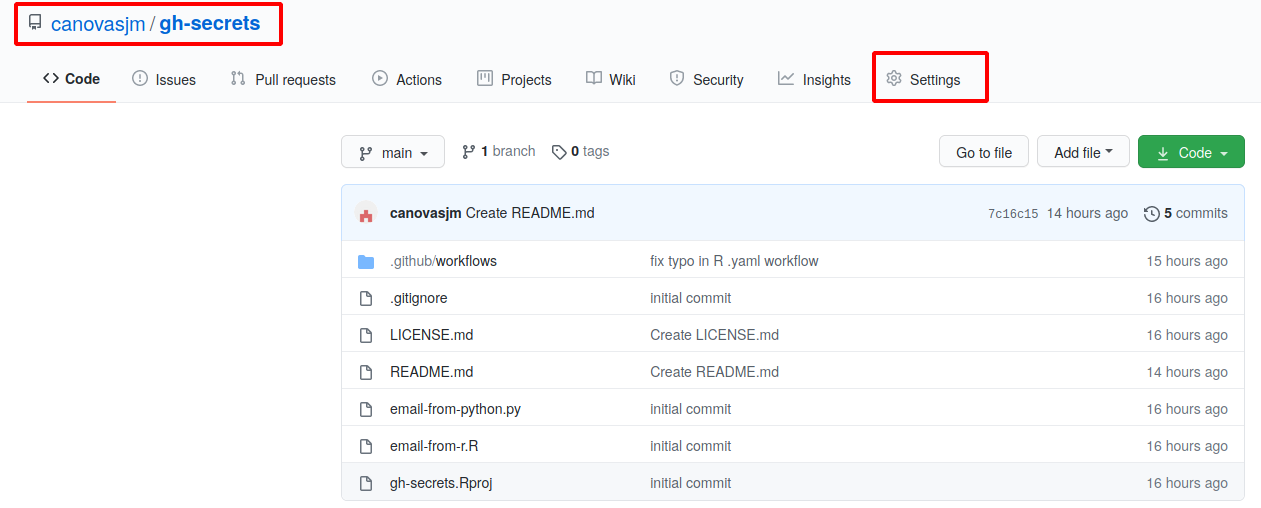 canovasjm / gh-secrets
Code Issues Pull requests Actions Projects Wiki Security Insights Settings
main 1 branch 0 tags Go to file Add file Code
canovasjm Create README.md 7c16c15 14 hours ago 5 commits
.github/workflows fix typo in R .yaml workflow 15 hours ago
.gitignore initial commit 16 hours ago
LICENSE.md Create LICENSE.md 16 hours ago
README.md Create README.md 14 hours ago
email-from-python.py initial commit 16 hours ago
email-from-r.R initial commit 16 hours ago
gh-secrets.Rproj initial commit 16 hours ago